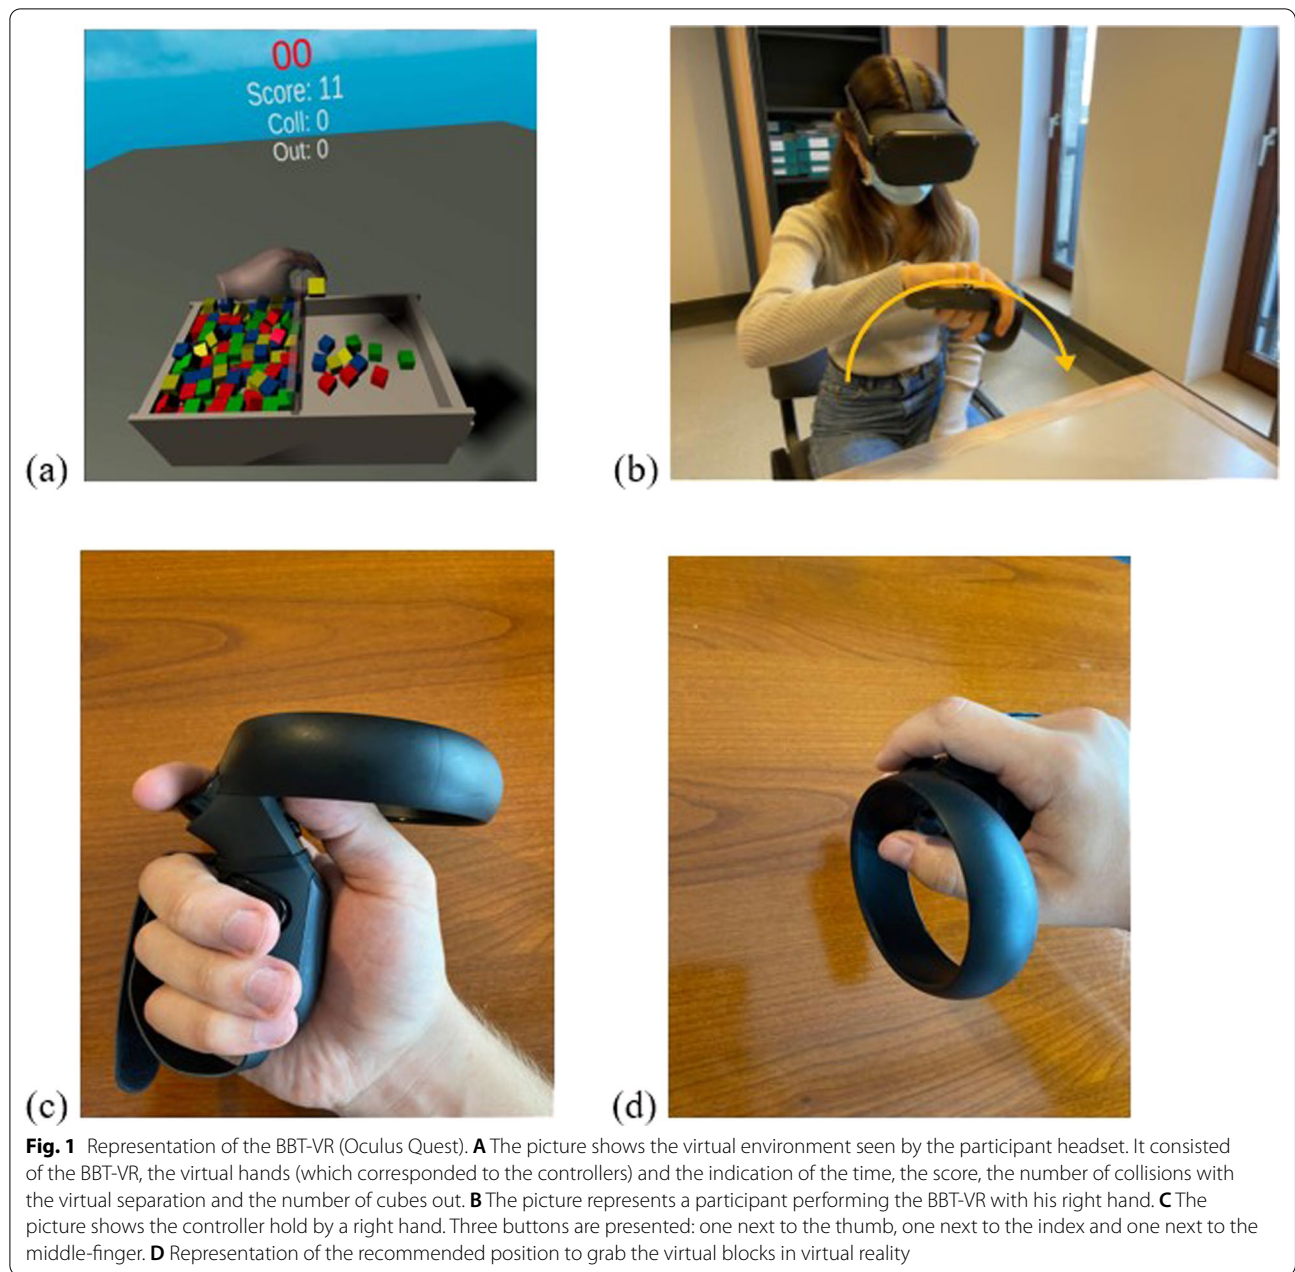 00
Score: 11
Coll: 0
Out: 0
(a)
(b)
(c)
(d)
Fig. 1 Representation of the BBT-VR (Oculus Quest). A The picture shows the virtual environment seen by the participant headset. It consisted
of the BBT-VR, the virtual hands (which corresponded to the controllers) and the indication of the time, the score, the number of collisions with
the virtual separation and the number of cubes out. B The picture represents a participant performing the BBT-VR with his right hand. C The
picture shows the controller hold by a right hand. Three buttons are presented: one next to the thumb, one next to the index and one next to the
middle-finger. D Representation of the recommended position to grab the virtual blocks in virtual reality